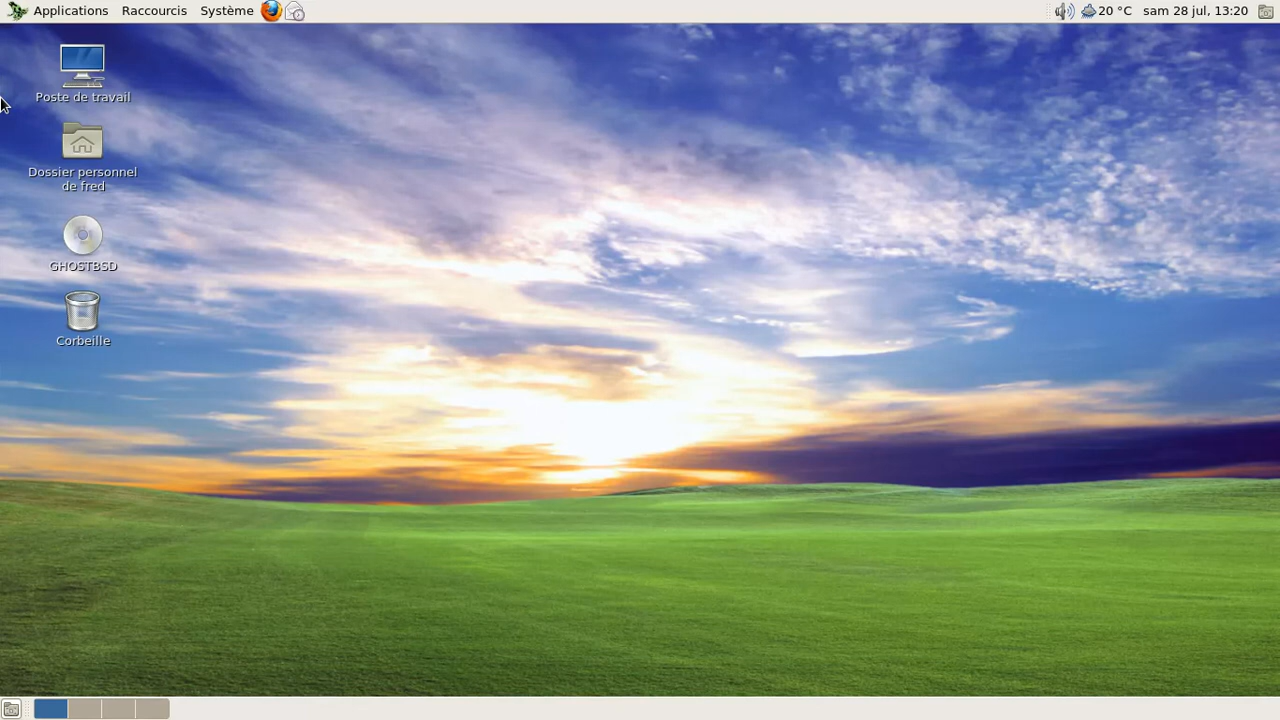 Applications Raccourcis Système 20 °C sam 28 jul, 13:20
Poste de travail
Dossier personnel
de fred
GHOSTBSD
Corbeille